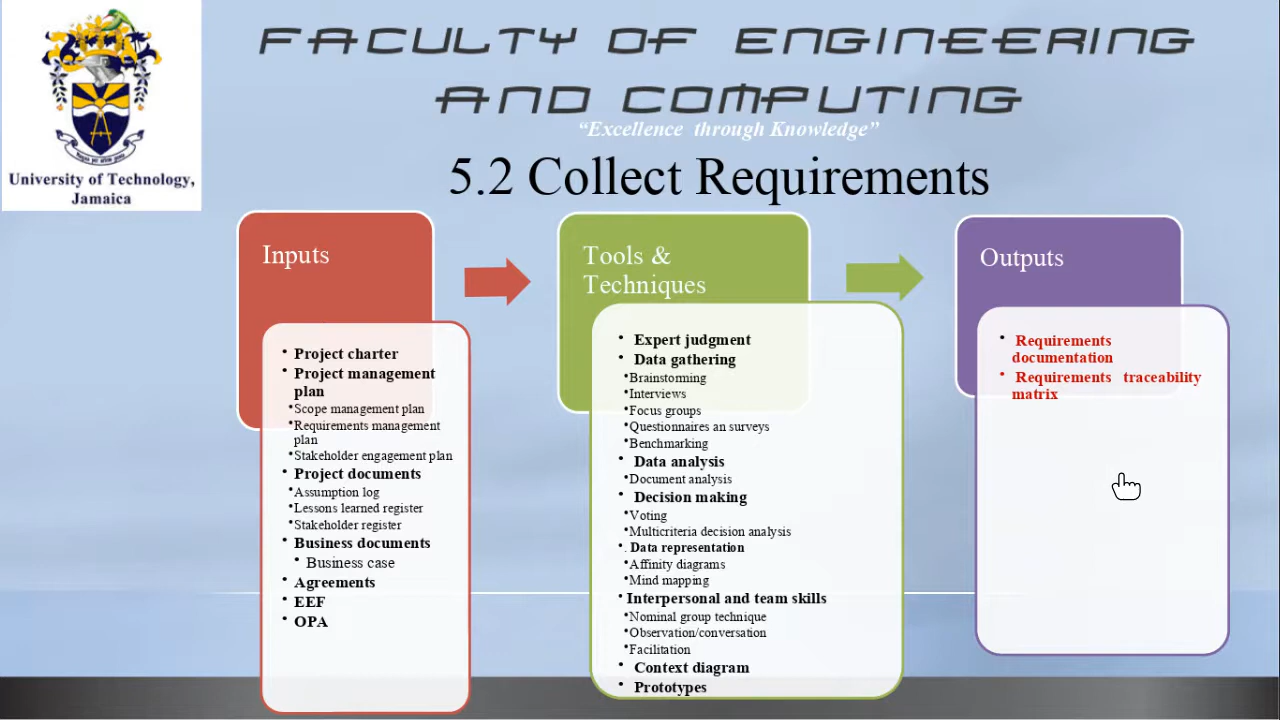 FACULTY OF ENGINEERING
AND COMPUTING
“Excellence through Knowledge”
University of Technology,
Jamaica
5.2 Collect Requirements
Inputs
• Project charter
• Project management
plan
•Scope management plan
•Requirements management
plan
•Stakeholder engagement plan
• Project documents
•Assumption log
•Lessons learned register
•Stakeholder register
• Business documents
• Business case
• Agreements
• EEF
• OPA
Tools &
Techniques
• Expert judgment
• Data gathering
•Brainstorming
•Interviews
•Focus groups
•Questionnaires an surveys
•Benchmarking
• Data analysis
•Document analysis
• Decision making
•Voting
•Multicriteria decision analysis
•. Data representation
•Affinity diagrams
•Mind mapping
•Interpersonal and team skills
•Nominal group technique
•Observation/conversation
•Facilitation
• Context diagram
• Prototypes
Outputs
• Requirements
documentation
• Requirements traceability
matrix